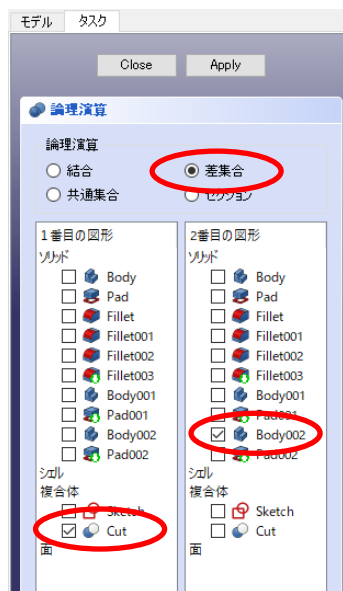 モデル タスク
Close Apply
論理演算
論理演算
結合 差集合
共通集合 セクション
1番目の図形
ソリッド
Body
Pad
Fillet
Fillet001
Fillet002
Fillet003
Body001
Pad001
Body002
Pad002
シェル
複合体
Sketch
Cut
面
2番目の図形
ソリッド
Body
Pad
Fillet
Fillet001
Fillet002
Fillet003
Body001
Pad001
Body002
Pad002
シェル
複合体
Sketch
Cut
面